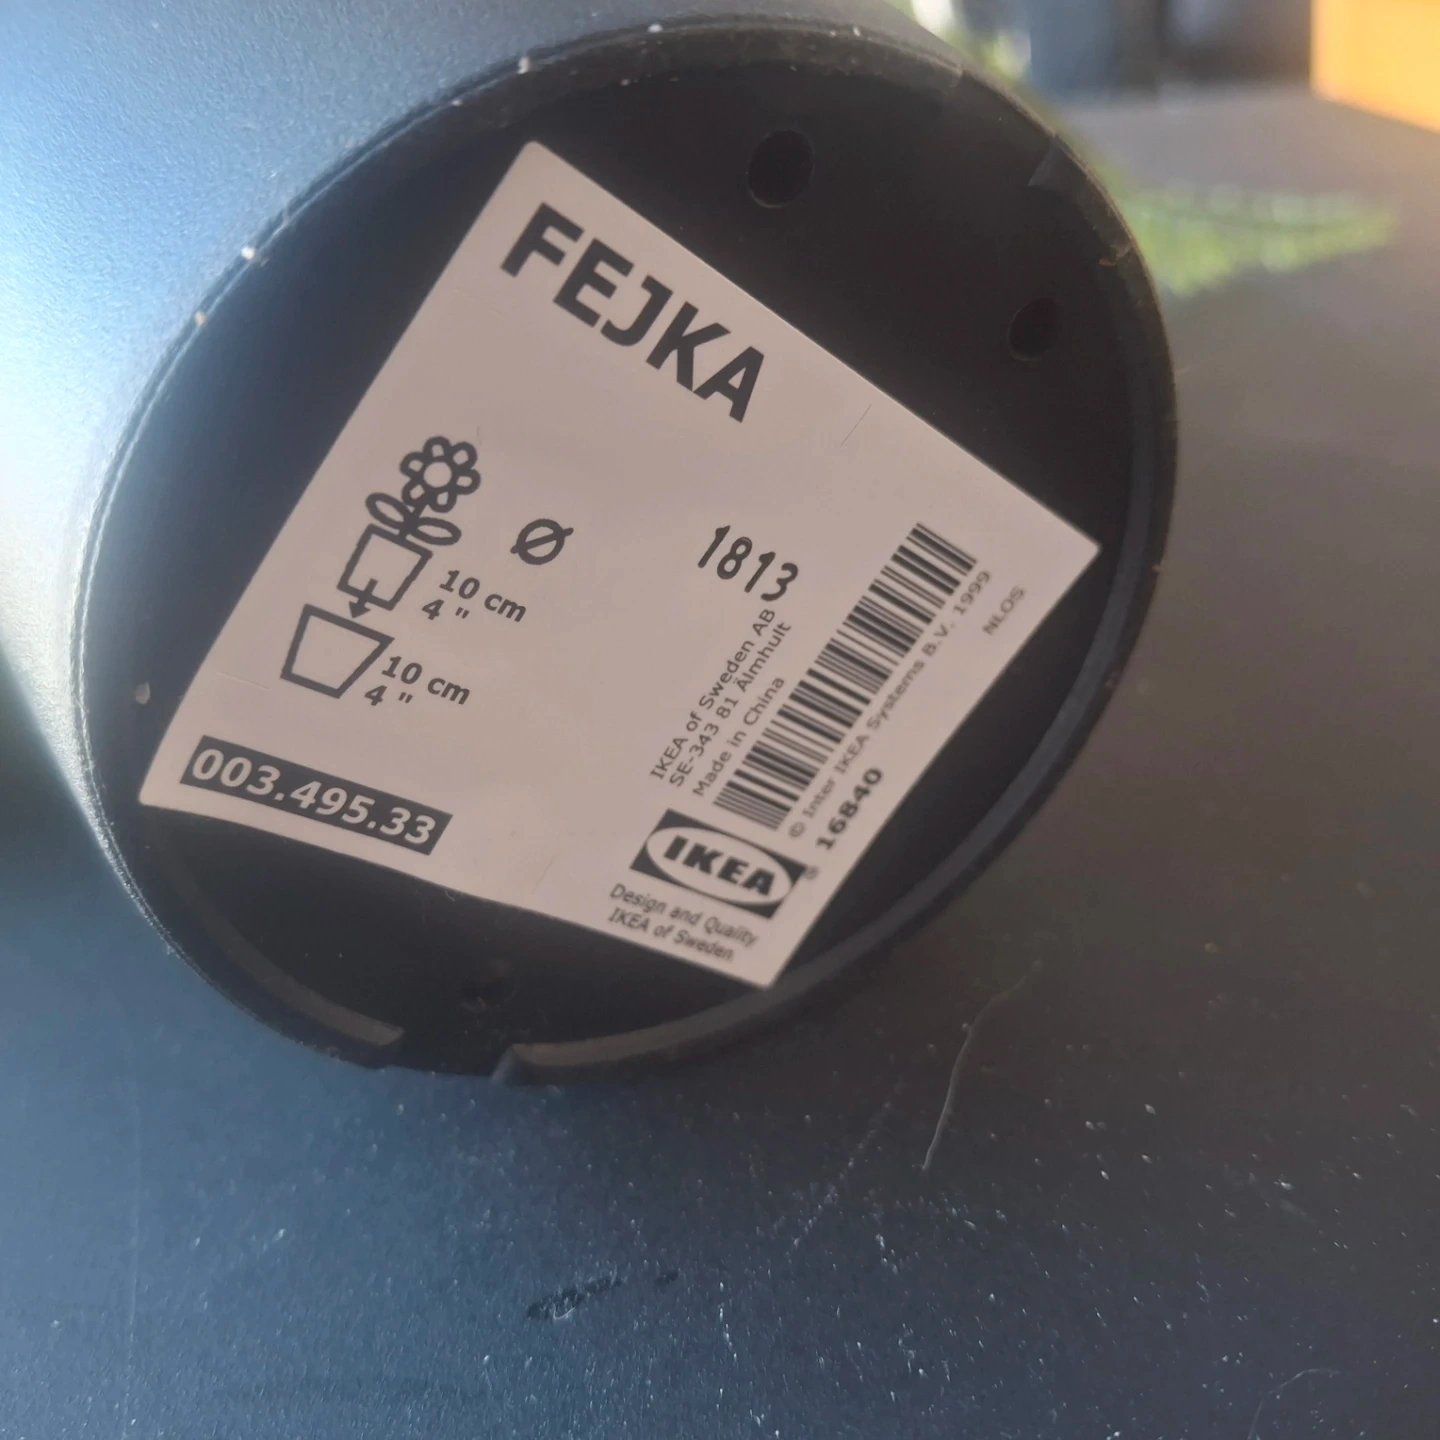 FEJKA
Ø
10 cm
4 "
10 cm
4 "
003.495.33
1813
IKEA of Sweden AB
SE-343 81 Älmhult
Made in China
© Inter IKEA Systems B.V. 1999
NLOS
16840
IKEA®
Design and Quality
IKEA of Sweden